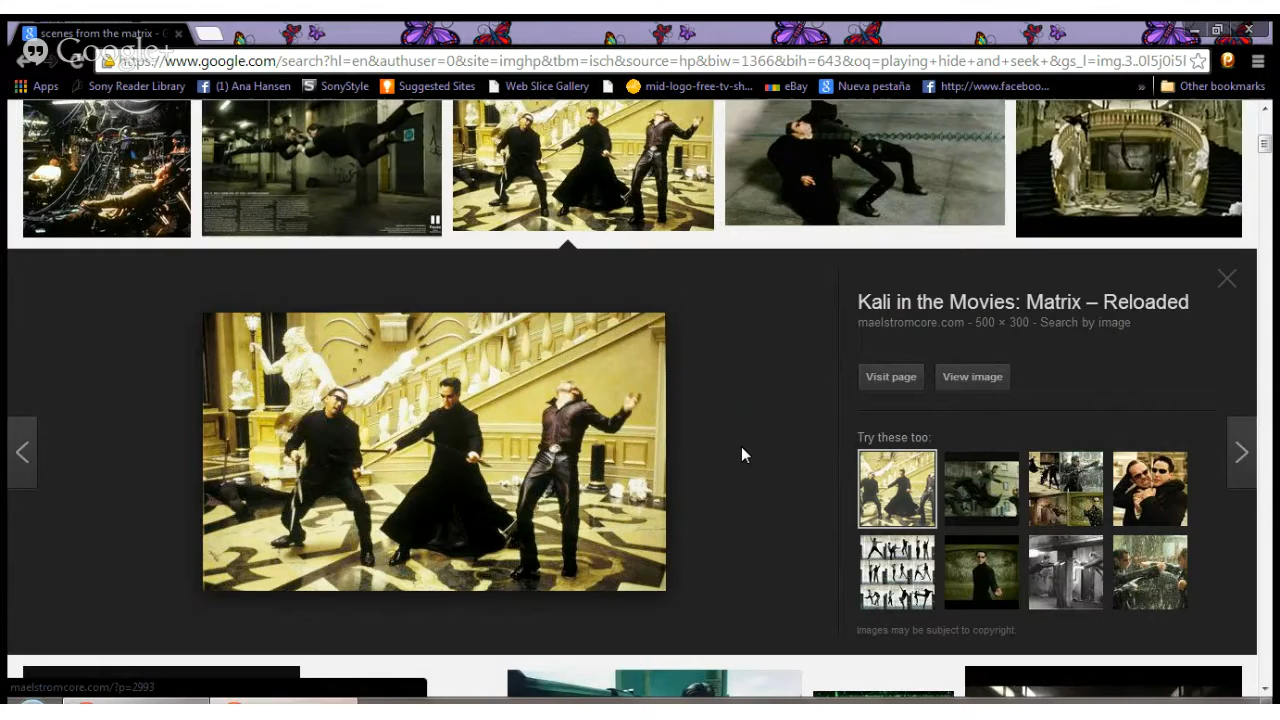 scenes from the matrix - G
Google+
https://www.google.com/search?hl=en&authuser=0&site=imghp&tbm=isch&source=hp&biw=1366&bih=643&oq=playing+hide+and+seek+&gs_l=img.3..0l5j0i5l
Apps
Sony Reader Library
(1) Ana Hansen
SonyStyle
Suggested Sites
Web Slice Gallery
mid-logo-free-tv-sh...
eBay
Nueva pestaña
http://www.faceboo...
»
Other bookmarks
Kali in the Movies: Matrix – Reloaded
maelstromcore.com - 500 × 300 - Search by image
Visit page
View image
Try these too:
Images may be subject to copyright.
maelstromcore.com/?p=2993